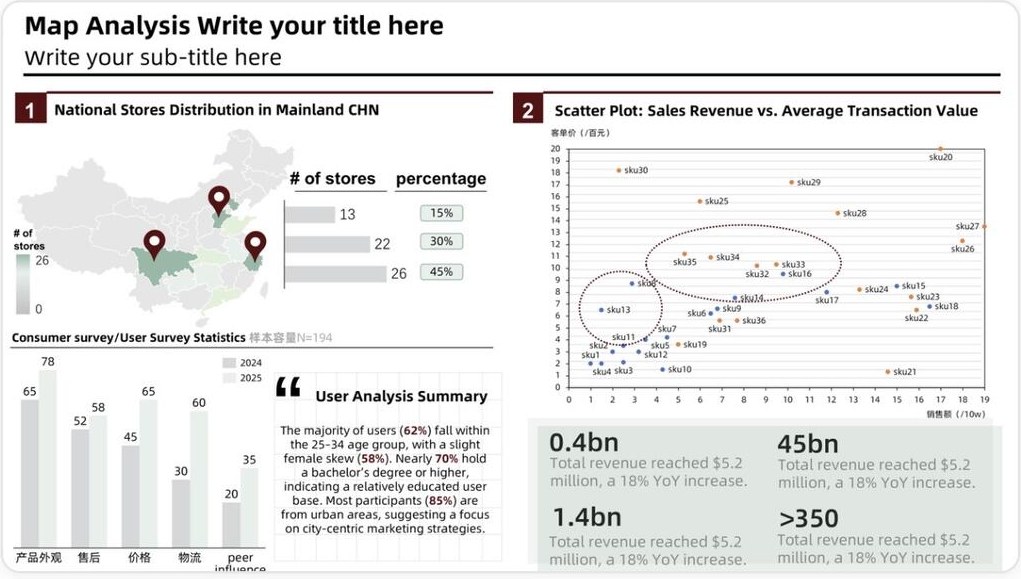 Map Analysis Write your title here
Write your sub-title here
1
National Stores Distribution in Mainland CHN
# of stores
percentage
13
15%
22
30%
26
45%
# of
stores
26
0
Consumer survey/User Survey Statistics 样本容量N=194
2024
2025
65
78
52
58
45
65
30
60
20
35
产品外观
售后
价格
物流
peer
influence
“
User Analysis Summary
The majority of users (62%) fall within
the 25–34 age group, with a slight
female skew (58%). Nearly 70% hold
a bachelor's degree or higher,
indicating a relatively educated user
base. Most participants (85%) are
from urban areas, suggesting a focus
on city-centric marketing strategies.
2
Scatter Plot: Sales Revenue vs. Average Transaction Value
客单价（/百元）
20
19
18
17
16
15
14
13
12
11
10
9
8
7
6
5
4
3
2
1
0
sku20
sku30
sku29
sku25
sku28
sku27
sku26
sku35
sku34
sku33
sku32
sku16
sku8
sku14
sku17
sku24
sku15
sku23
sku18
sku22
sku13
sku6
sku9
sku31
sku36
sku7
sku11
sku5
sku19
sku2
sku12
sku1
sku4
sku3
sku10
sku21
0 1 2 3 4 5 6 7 8 9 10 11 12 13 14 15 16 17 18 19
销售额（/10w）
0.4bn
Total revenue reached $5.2
million, a 18% YoY increase.
45bn
Total revenue reached $5.2
million, a 18% YoY increase.
1.4bn
Total revenue reached $5.2
million, a 18% YoY increase.
>350
Total revenue reached $5.2
million, a 18% YoY increase.